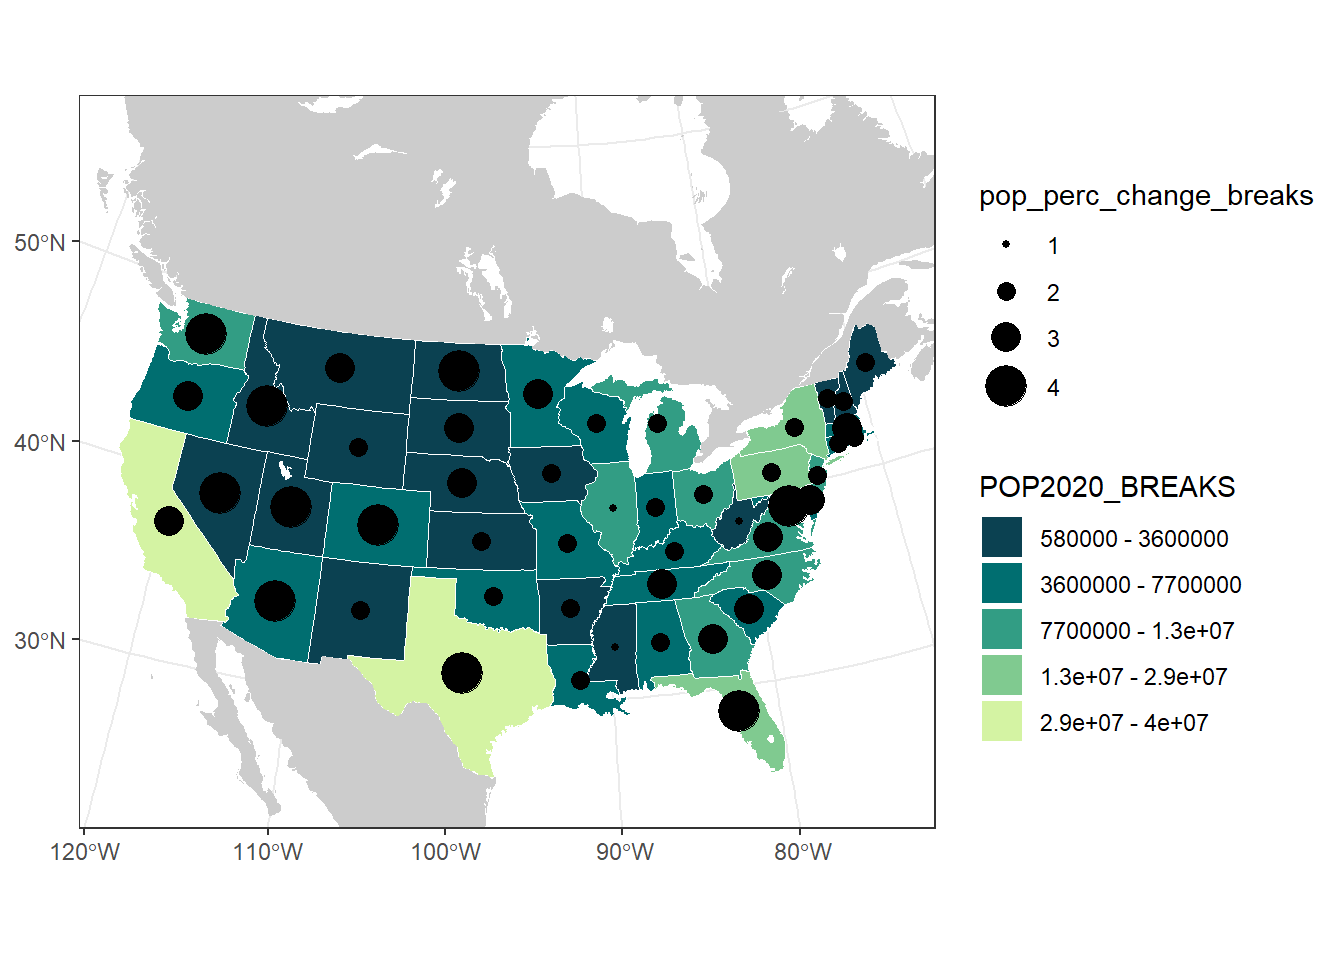 50°N
40°N
30°N
120°W
110°W
100°W
90°W
80°W
pop_perc_change_breaks
1
2
3
4
POP2020_BREAKS
580000 - 3600000
3600000 - 7700000
7700000 - 1.3e+07
1.3e+07 - 2.9e+07
2.9e+07 - 4e+07